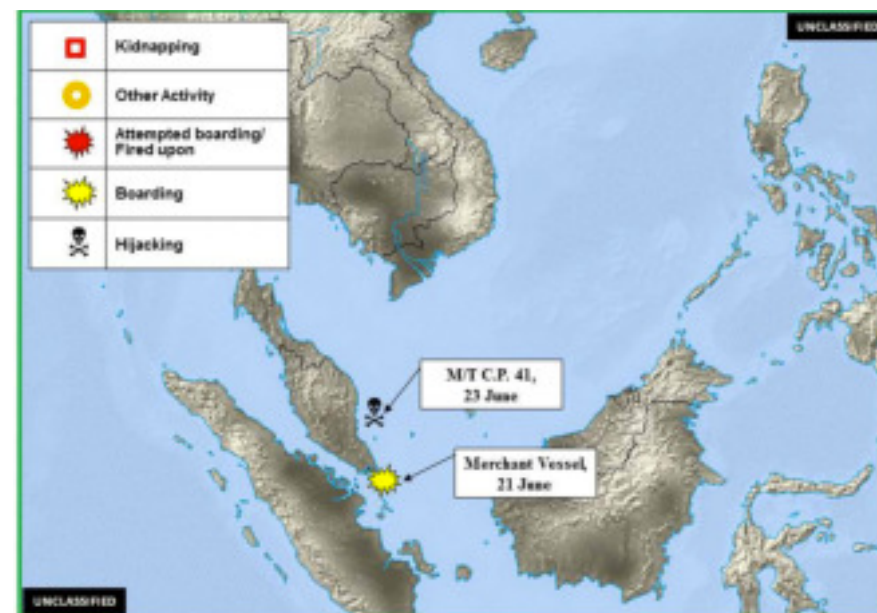 UNCLASSIFIED
Kidnapping
Other Activity
Attempted boarding/
Fired upon
Boarding
Hijacking
M/T C.P. 41,
23 June
Merchant Vessel,
21 June
UNCLASSIFIED